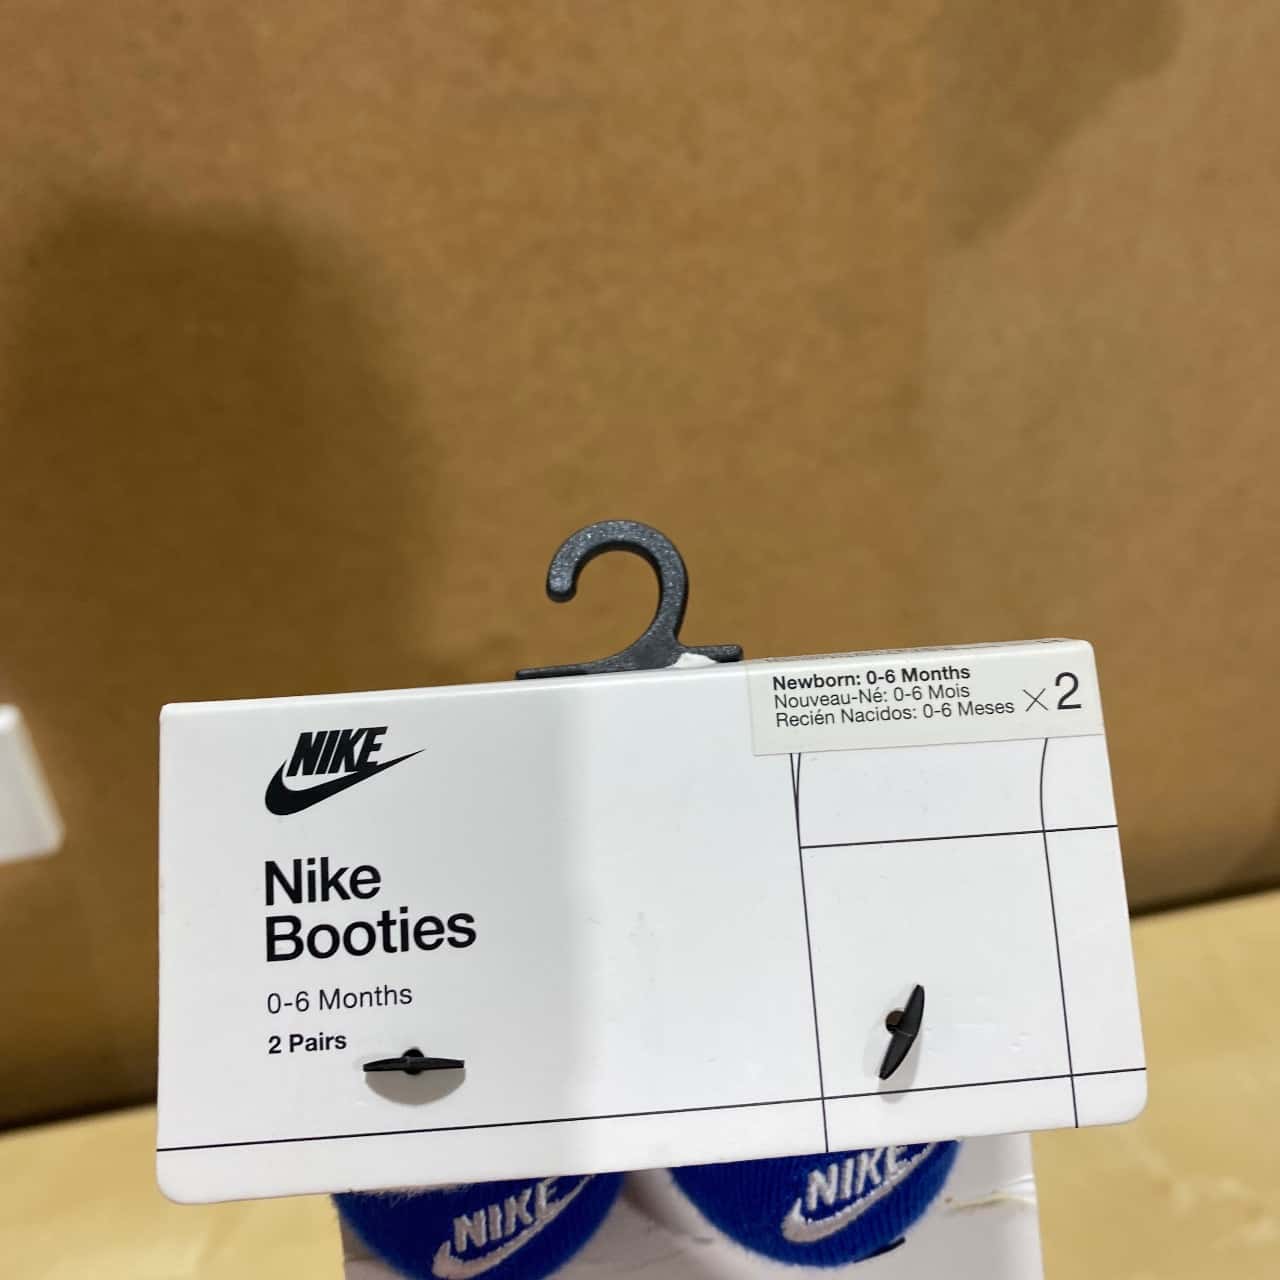 Newborn: 0-6 Months
Nouveau-Né: 0-6 Mois
Recién Nacidos: 0-6 Meses
×2
NIKE
Nike
Booties
0-6 Months
2 Pairs
NIKE
NIKE